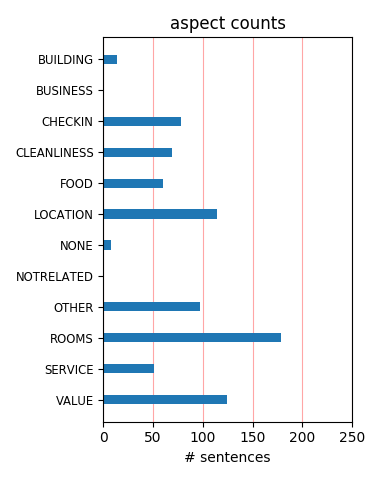 aspect counts
BUILDING
BUSINESS
CHECKIN
CLEANLINESS
FOOD
LOCATION
NONE
NOTRELATED
OTHER
ROOMS
SERVICE
VALUE
0 50 100 150 200 250
# sentences